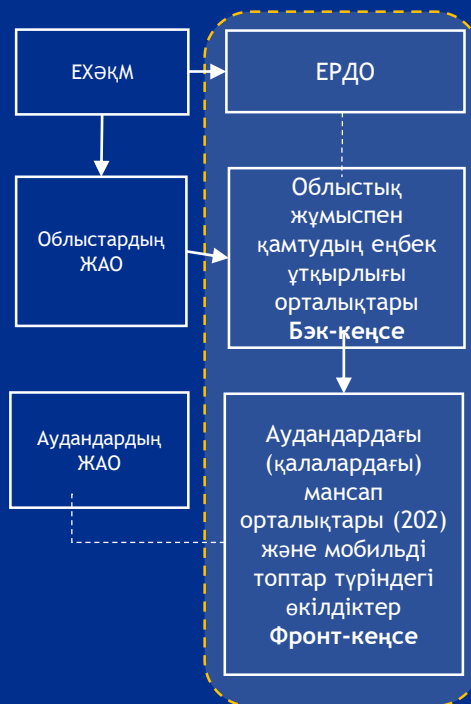 ЕХӘҚМ
ЕРДО
Облыстардың
ЖАО
Облыстық
жұмыспен
қамтудың еңбек
ұтқырлығы
орталықтары
Бэк-кеңсе
Аудандардың
ЖАО
Аудандардағы
(қалалардағы)
мансап
орталықтары (202)
және мобильді
топтар түріндегі
өкілдіктер
Фронт-кеңсе